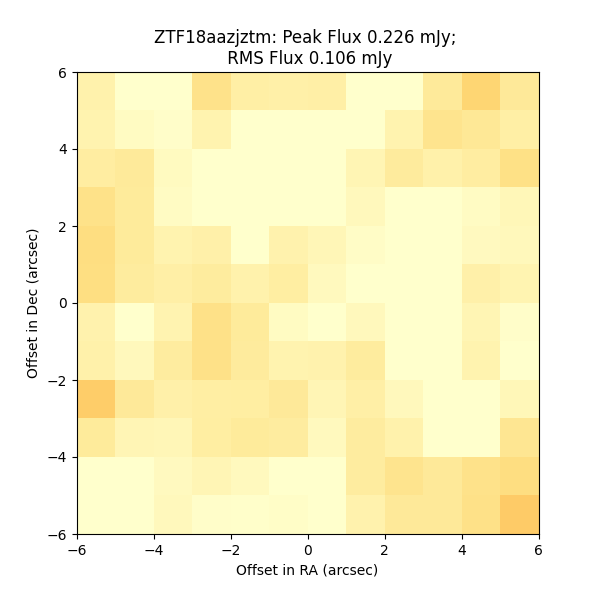 ZTF18aazjztm: Peak Flux 0.226 mJy;
RMS Flux 0.106 mJy
6
4
2
0
−2
−4
−6
Offset in Dec (arcsec)
−6 −4 −2 0 2 4 6
Offset in RA (arcsec)